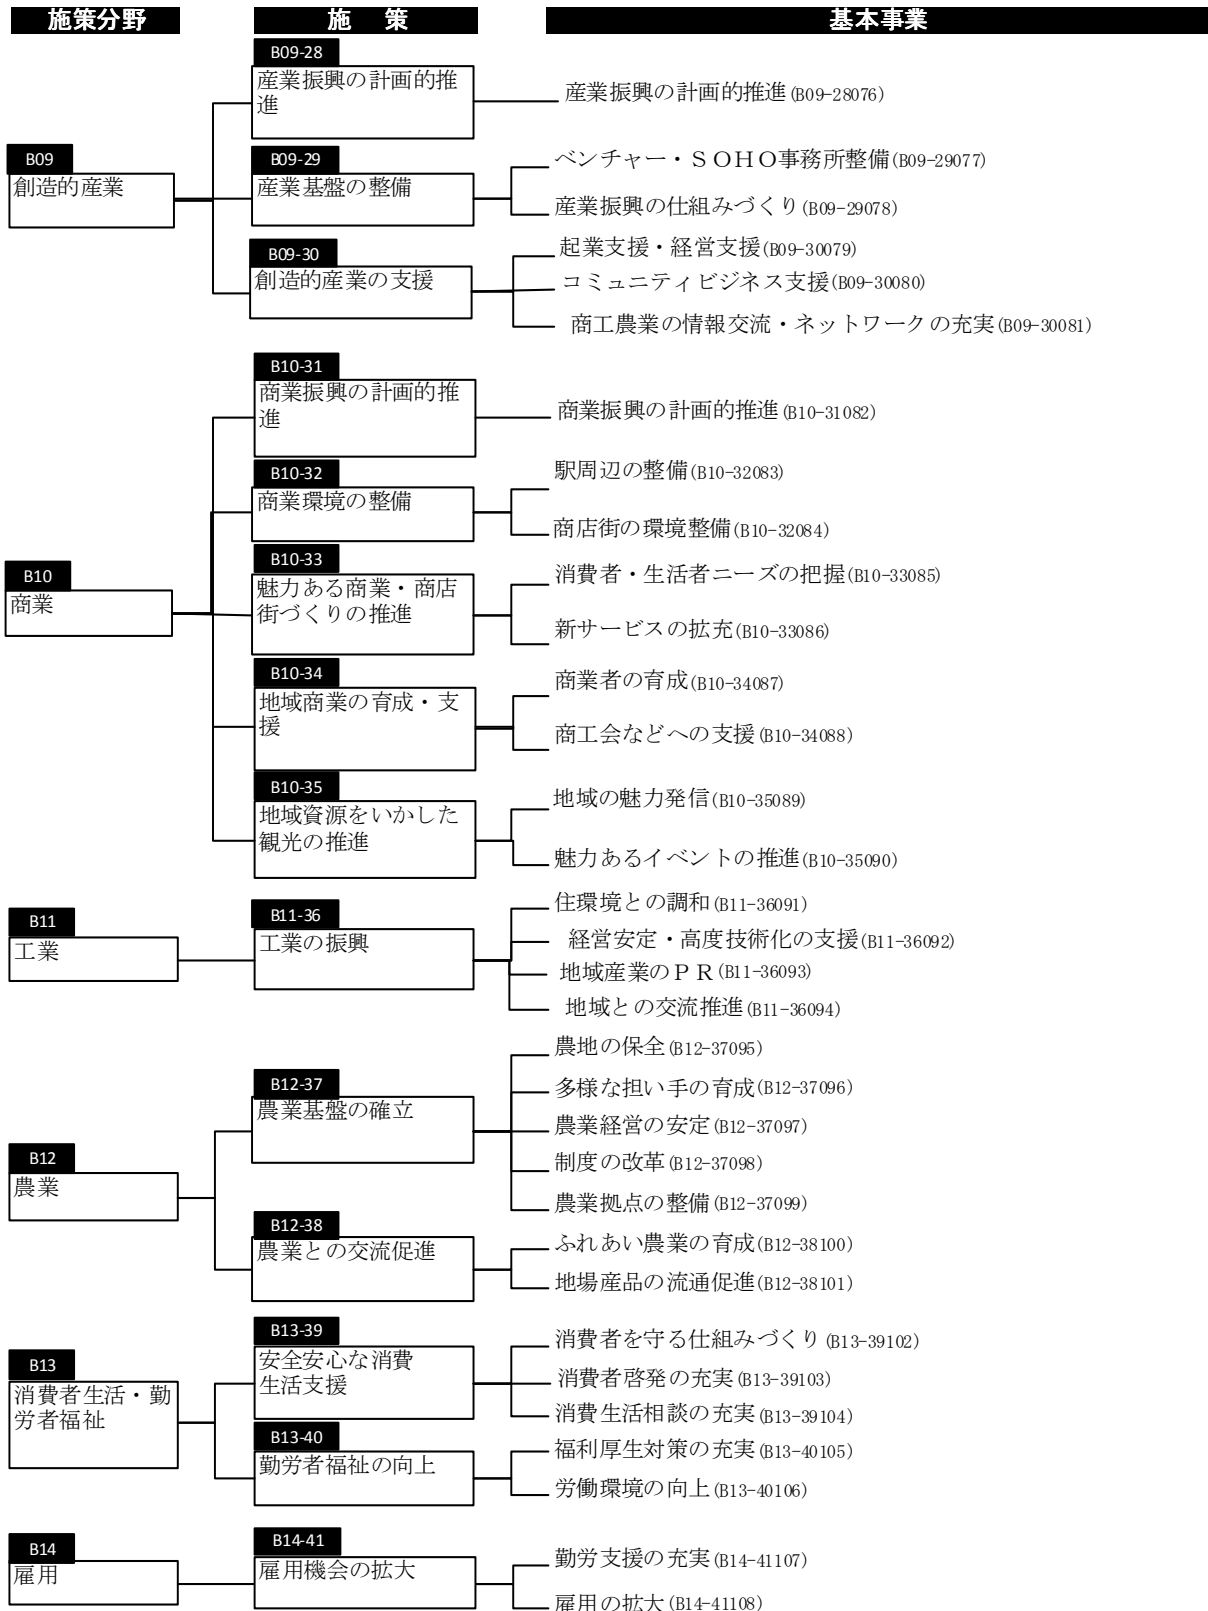 施策分野 施 策 基本事業
B09
創造的産業
B09-28
産業振興の計画的推
進
産業振興の計画的推進(B09-28076)
B09-29
産業基盤の整備
ベンチャー・ＳＯＨＯ事務所整備(B09-29077)
産業振興の仕組みづくり(B09-29078)
B09-30
創造的産業の支援
起業支援・経営支援(B09-30079)
コミュニティビジネス支援(B09-30080)
商工農業の情報交流・ネットワークの充実(B09-30081)
B10
商業
B10-31
商業振興の計画的推
進
商業振興の計画的推進(B10-31082)
B10-32
商業環境の整備
駅周辺の整備(B10-32083)
商店街の環境整備(B10-32084)
B10-33
魅力ある商業・商店
街づくりの推進
消費者・生活者ニーズの把握(B10-33085)
新サービスの拡充(B10-33086)
B10-34
地域商業の育成・支
援
商業者の育成(B10-34087)
商工会などへの支援(B10-34088)
B10-35
地域資源をいかした
観光の推進
地域の魅力発信(B10-35089)
魅力あるイベントの推進(B10-35090)
B11
工業
B11-36
工業の振興
住環境との調和(B11-36091)
経営安定・高度技術化の支援(B11-36092)
地域産業のＰＲ(B11-36093)
地域との交流推進(B11-36094)
B12
農業
B12-37
農業基盤の確立
農地の保全(B12-37095)
多様な担い手の育成(B12-37096)
農業経営の安定(B12-37097)
制度の改革(B12-37098)
農業拠点の整備(B12-37099)
B12-38
農業との交流促進
ふれあい農業の育成(B12-38100)
地場産品の流通促進(B12-38101)
B13
消費者生活・勤
労者福祉
B13-39
安全安心な消費
生活支援
消費者を守る仕組みづくり(B13-39102)
消費者啓発の充実(B13-39103)
消費生活相談の充実(B13-39104)
B13-40
勤労者福祉の向上
福利厚生対策の充実(B13-40105)
労働環境の向上(B13-40106)
B14
雇用
B14-41
雇用機会の拡大
勤労支援の充実(B14-41107)
雇用の拡大(B14-41108)